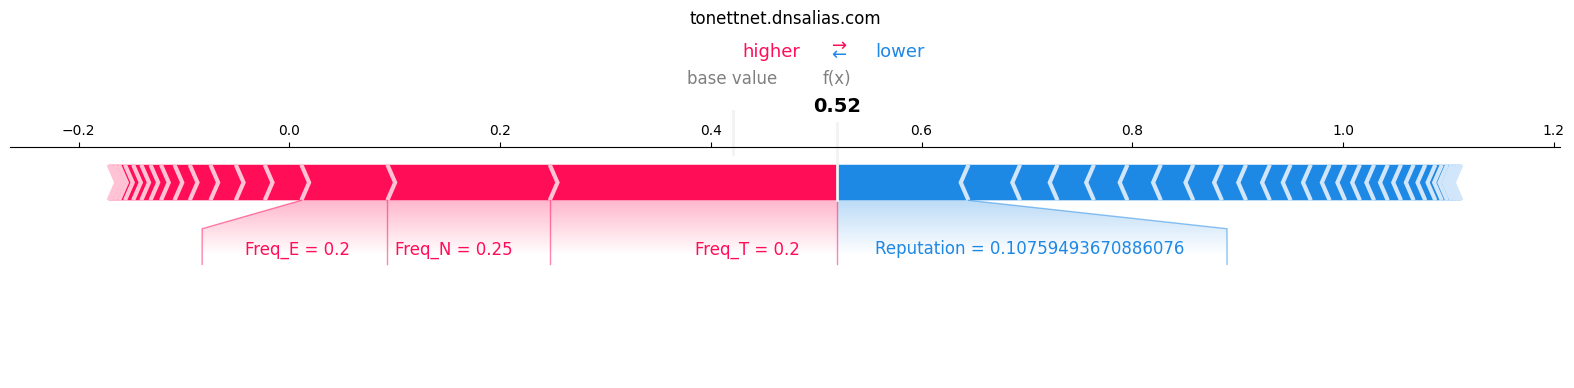 tonettnet.dnsalias.com
higher ⇄ lower
base value f(x)
0.52
−0.2 0.0 0.2 0.4 0.6 0.8 1.0 1.2
Freq_E = 0.2 Freq_N = 0.25 Freq_T = 0.2 Reputation = 0.10759493670886076